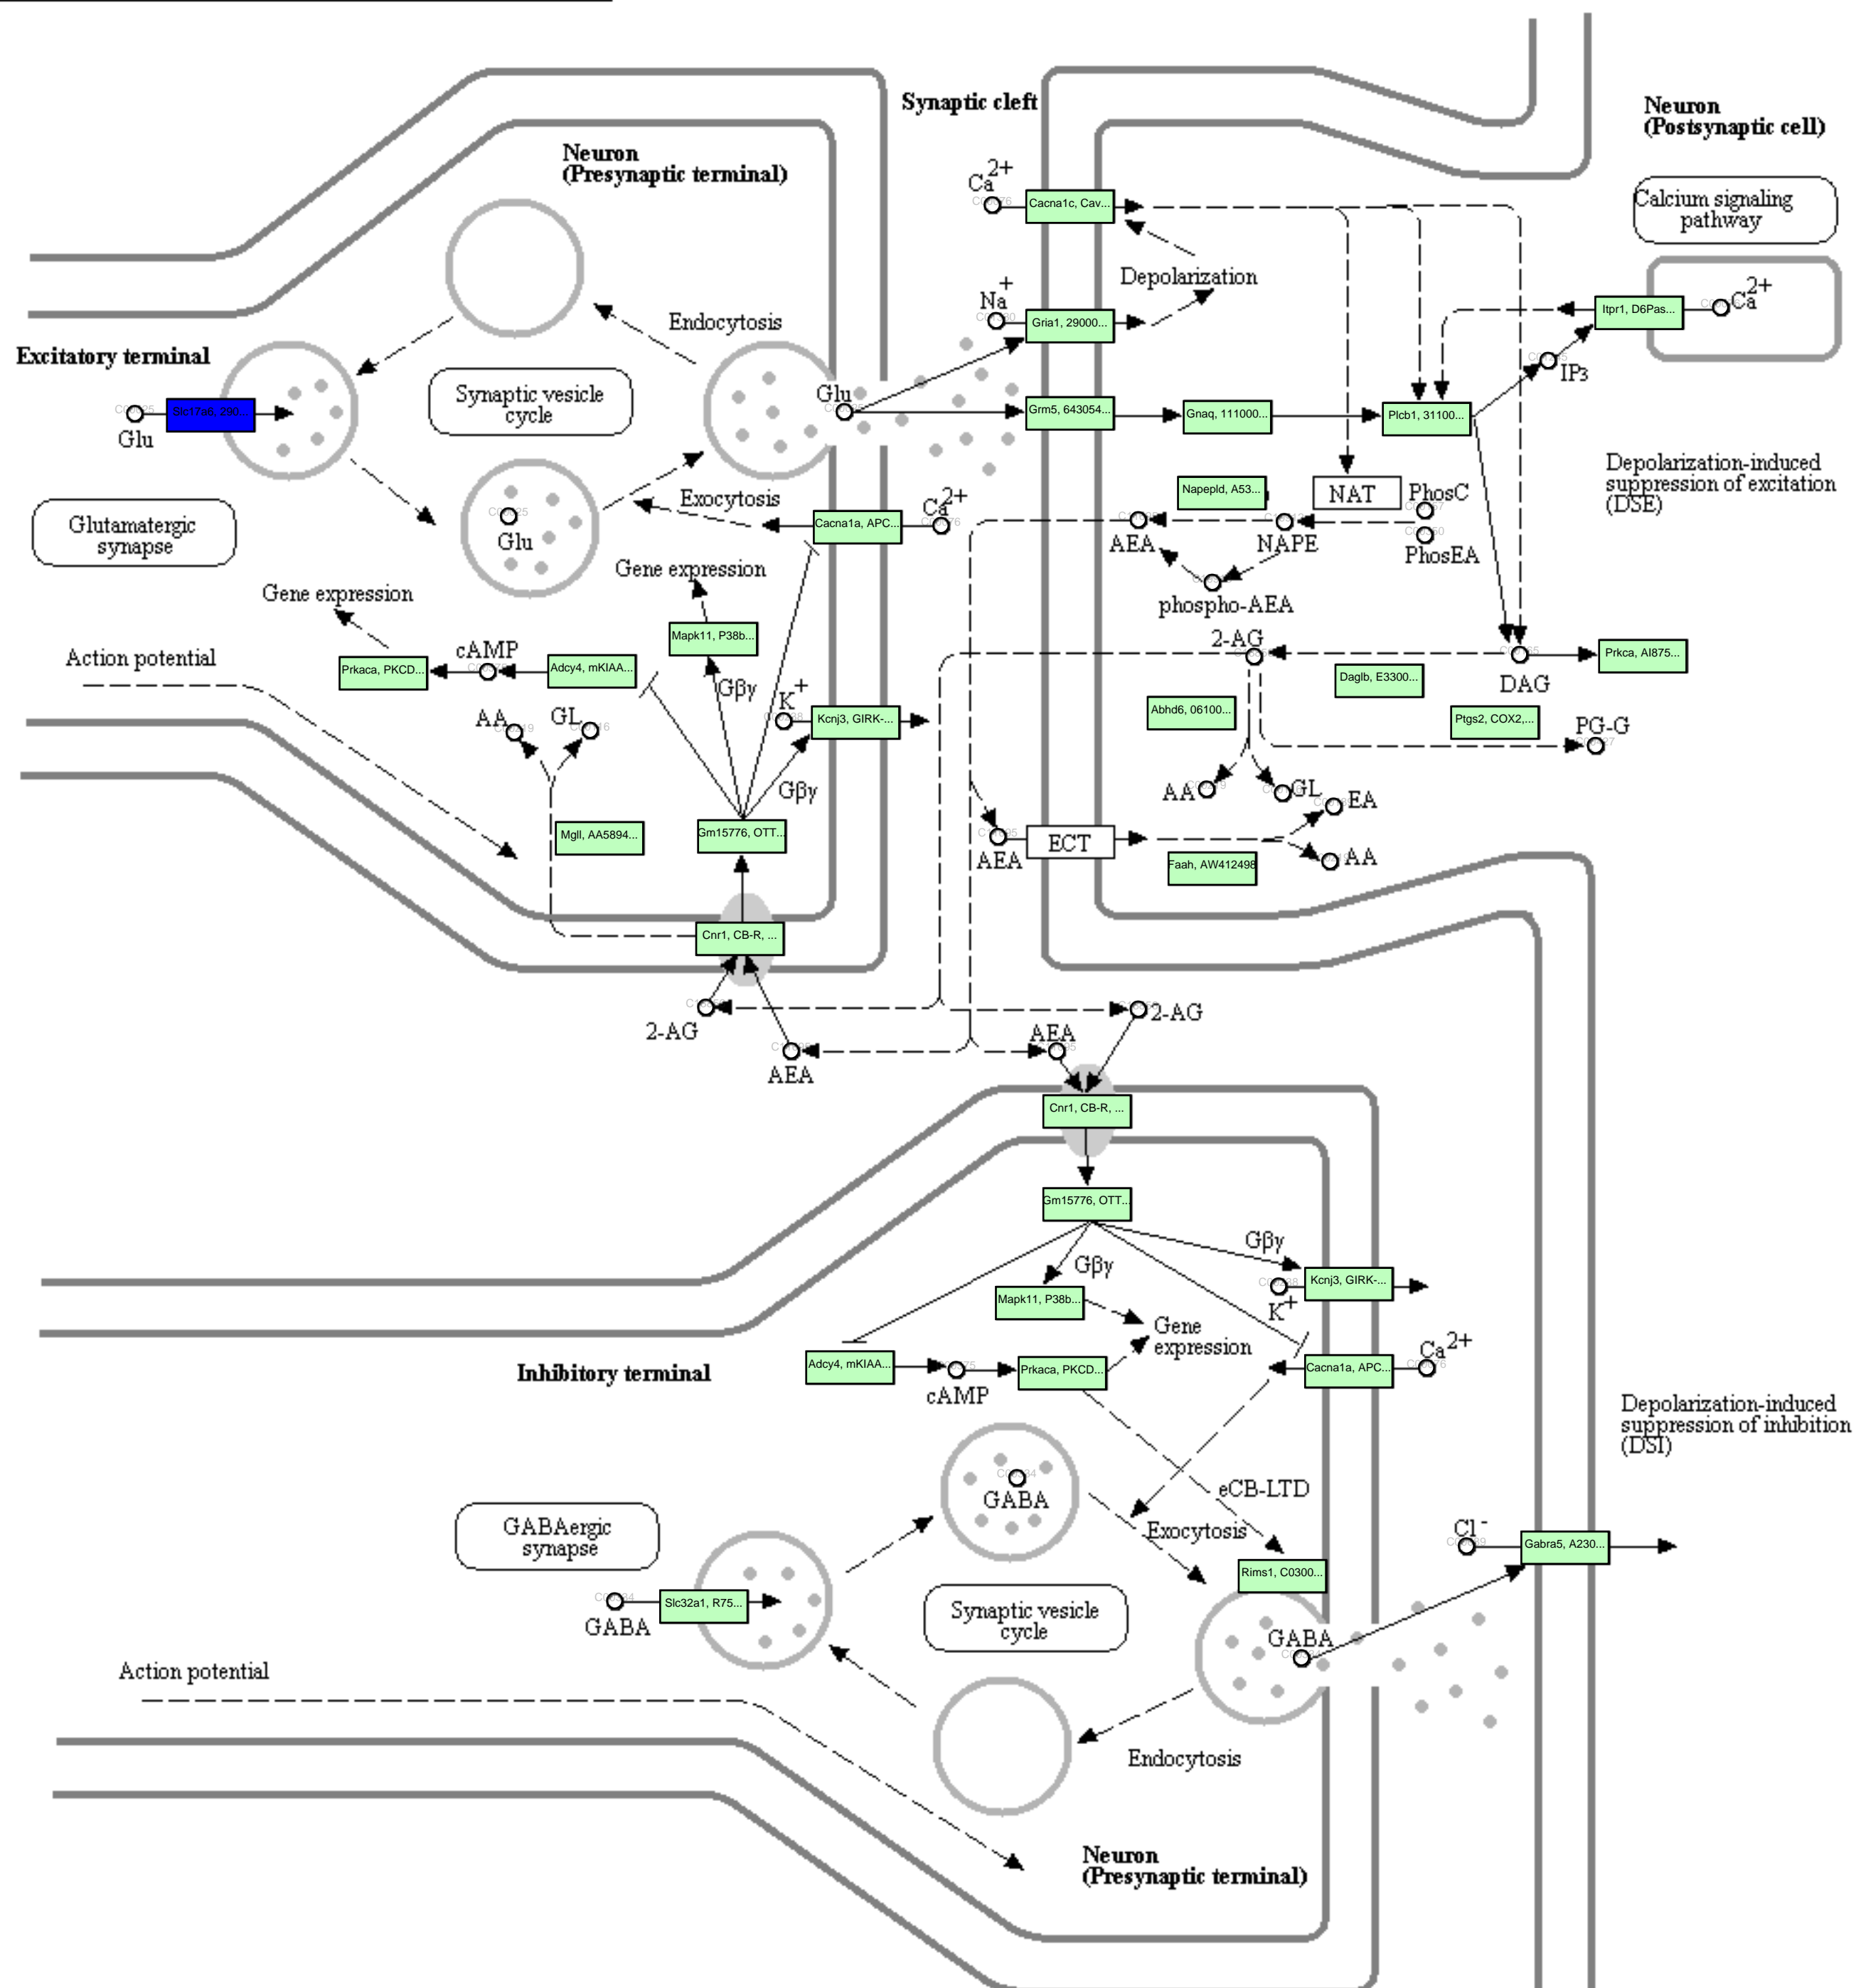 Synaptic cleft
Neuron
(Postsynaptic cell)
Neuron
(Presynaptic terminal)
Ca2+
Cacna1c, Cav...
Calcium signaling
pathway
Depolarization
Na+
Gria1, 29000...
Itpr1, D6Pas...
Ca2+
Endocytosis
Excitatory terminal
IP3
Synaptic vesicle
cycle
Glu
Slc17a6, 290...
Glu
Grm5, 643054...
Gnaq, 111000...
Plcb1, 31100...
Depolarization-induced
suppression of excitation
(DSE)
Napepld, A53...
NAT
PhosC
Exocytosis
Ca2+
Glutamatergic
synapse
Glu
Cacna1a, APC...
AEA
NAPE
PhosEA
Gene expression
Gene expression
phospho-AEA
Mapk11, P38b...
2-AG
Action potential
cAMP
Prkaca, PKCD...
Adcy4, mKIAA...
Prkca, AI875...
DAG
Daglb, E3300...
Gβγ
K+
AA
GL
Kcnj3, GIRK-...
Abhd6, 06100...
Ptgs2, COX2,...
PG-G
Gβγ
AA
GL
EA
Mgll, AA5894...
Gm15776, OTT...
AEA
ECT
AA
Faah, AW412498
Cnr1, CB-R, ...
2-AG
2-AG
AEA
AEA
Cnr1, CB-R, ...
Gm15776, OTT...
Gβγ
Gβγ
Kcnj3, GIRK-...
K+
Mapk11, P38b...
Gene
expression
Ca2+
Inhibitory terminal
Adcy4, mKIAA...
cAMP
Prkaca, PKCD...
Cacna1a, APC...
Depolarization-induced
suppression of inhibition
(DSI)
eCB-LTD
GABA
GABAergic
synapse
Exocytosis
Cl-
Gabra5, A230...
Rims1, C0300...
Slc32a1, R75...
GABA
Synaptic vesicle
cycle
GABA
Action potential
Endocytosis
Neuron
(Presynaptic terminal)